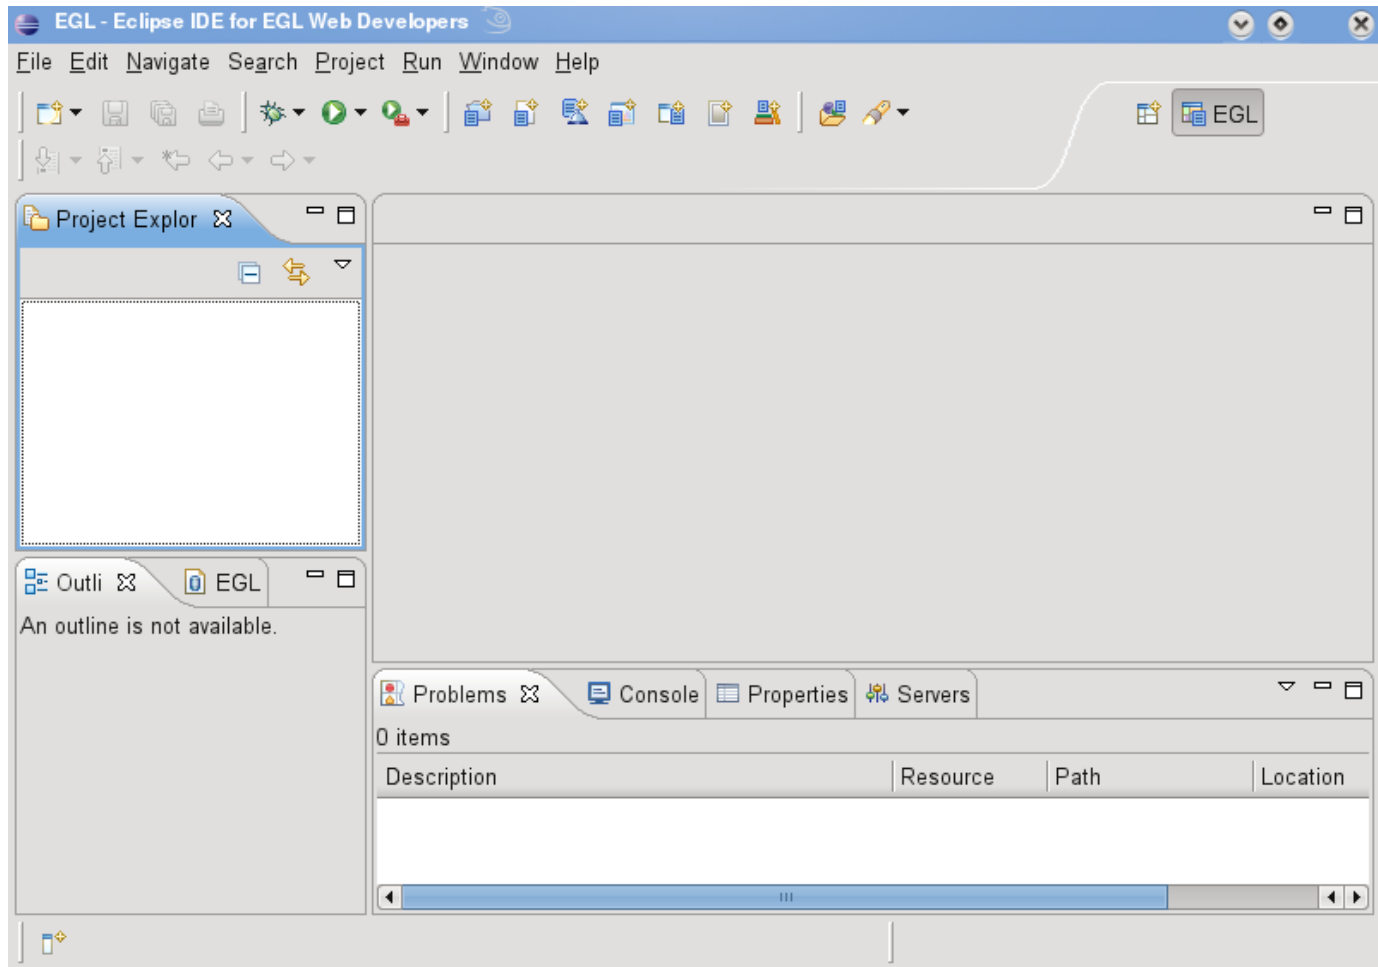 EGL - Eclipse IDE for EGL Web Developers
File Edit Navigate Search Project Run Window Help
EGL
Project Explor
Outli EGL
An outline is not available.
Problems Console Properties Servers
0 items
Description Resource Path Location